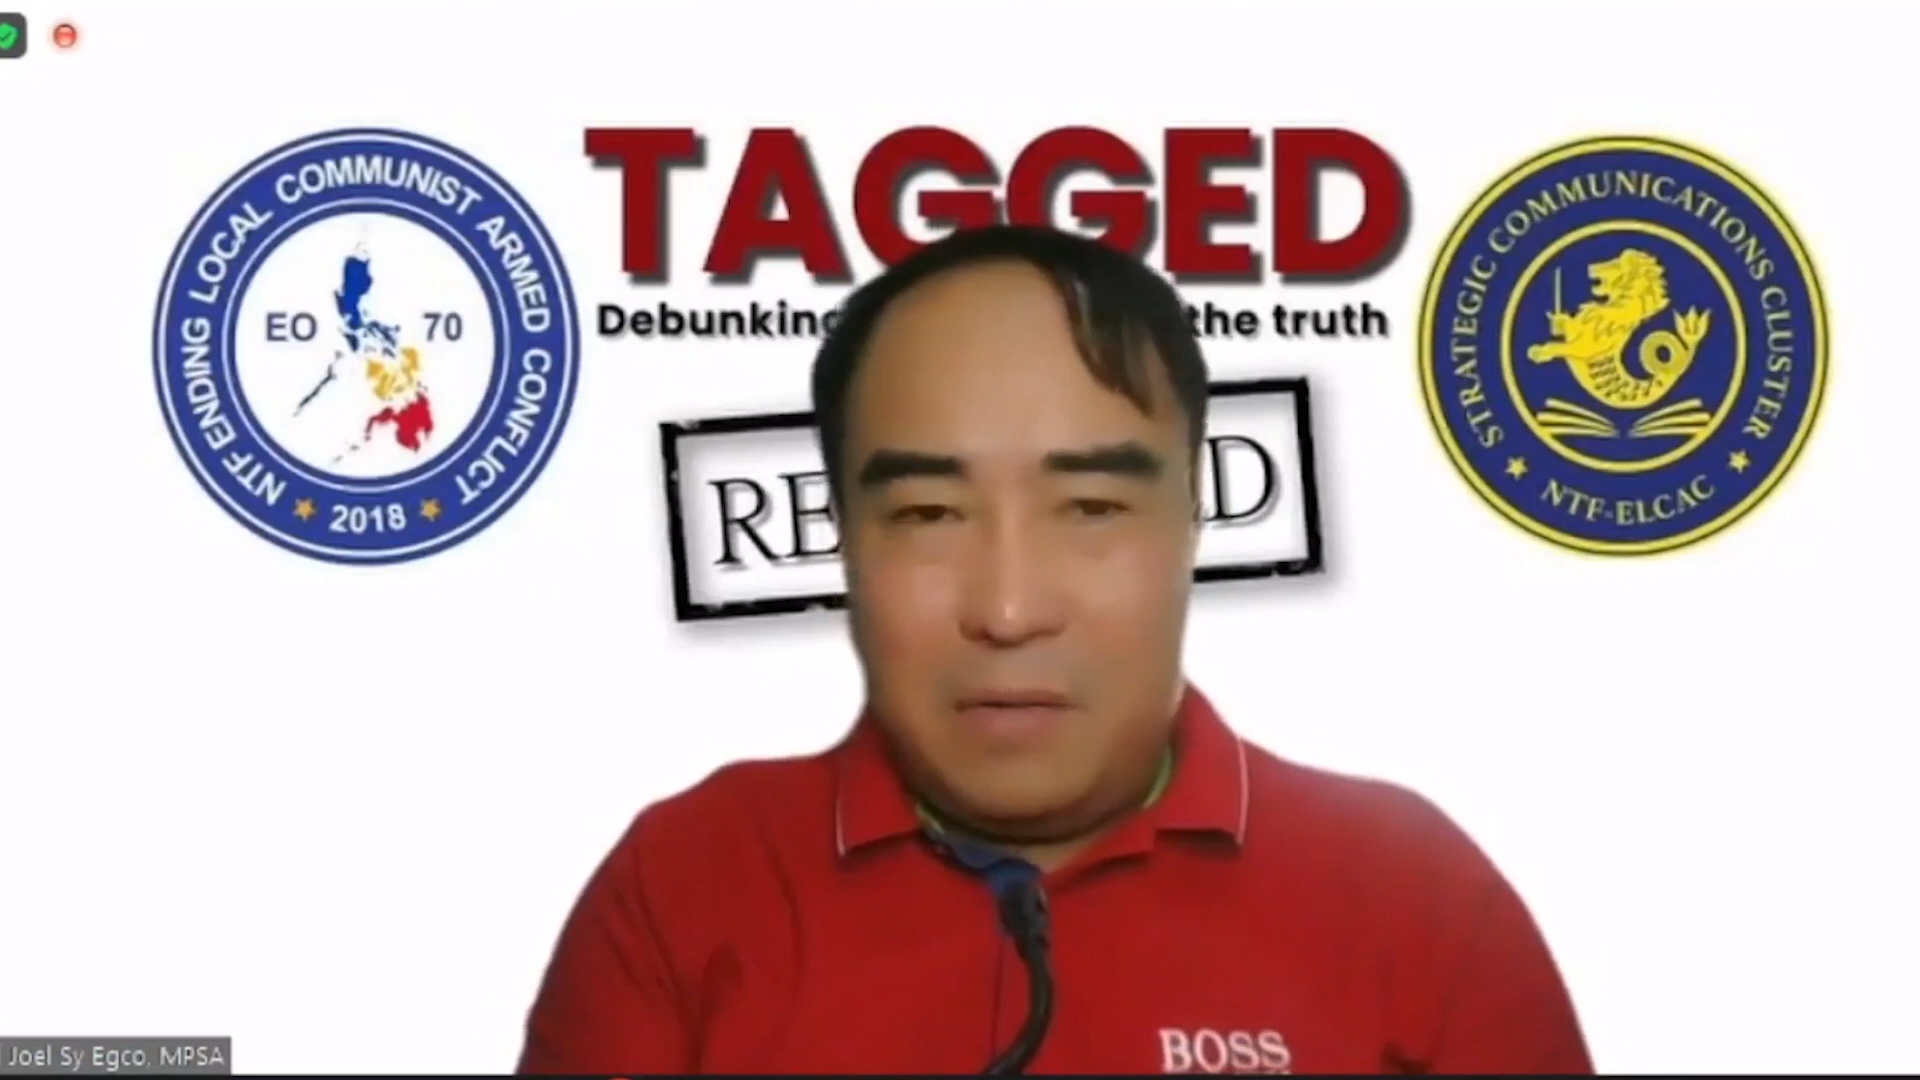 NTF ENDING LOCAL COMMUNIST ARMED CONFLICT
EO 70
2018
TAGGED
Debunking
the truth
STRATEGIC COMMUNICATIONS CLUSTER
NTF-ELCAC
Joel Sy Egco, MPSA
BOSS